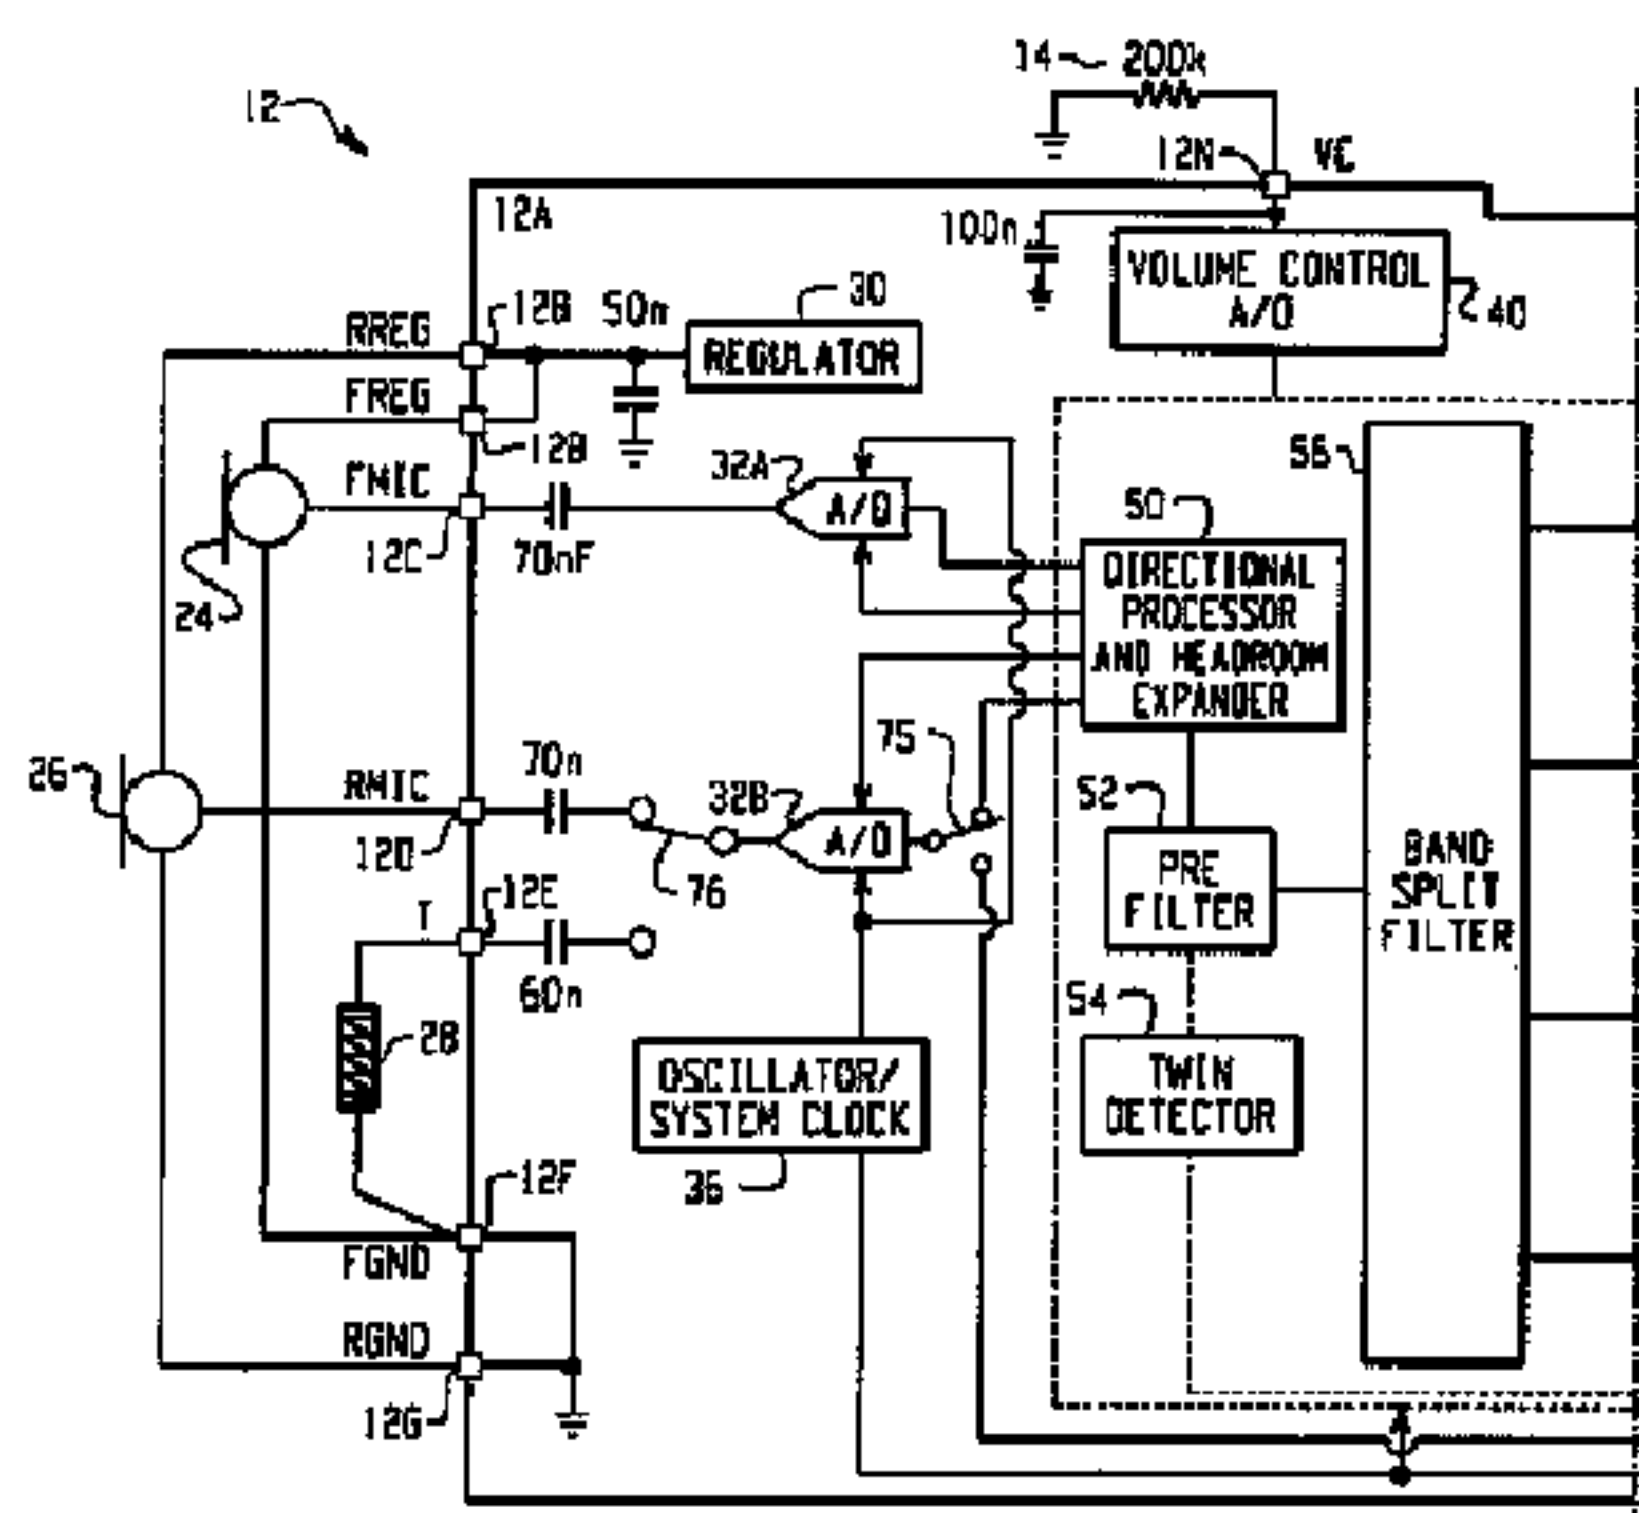 14
200k
12
12N
VC
12A
100n
VOLUME CONTROL
A/D
40
30
12B
50n
RREG
REGULATOR
FREG
12B
56
32A
FMIC
A/D
50
12C
70nF
DIRECTIONAL
PROCESSOR
AND HEADROOM
EXPANDER
24
75
70n
26
RMIC
32B
52
A/D
12D
BAND
SPLIT
FILTER
PRE
FILTER
76
12E
T
60n
54
28
TWIN
DETECTOR
OSCILLATOR/
SYSTEM CLOCK
36
12F
FGND
RGND
12G